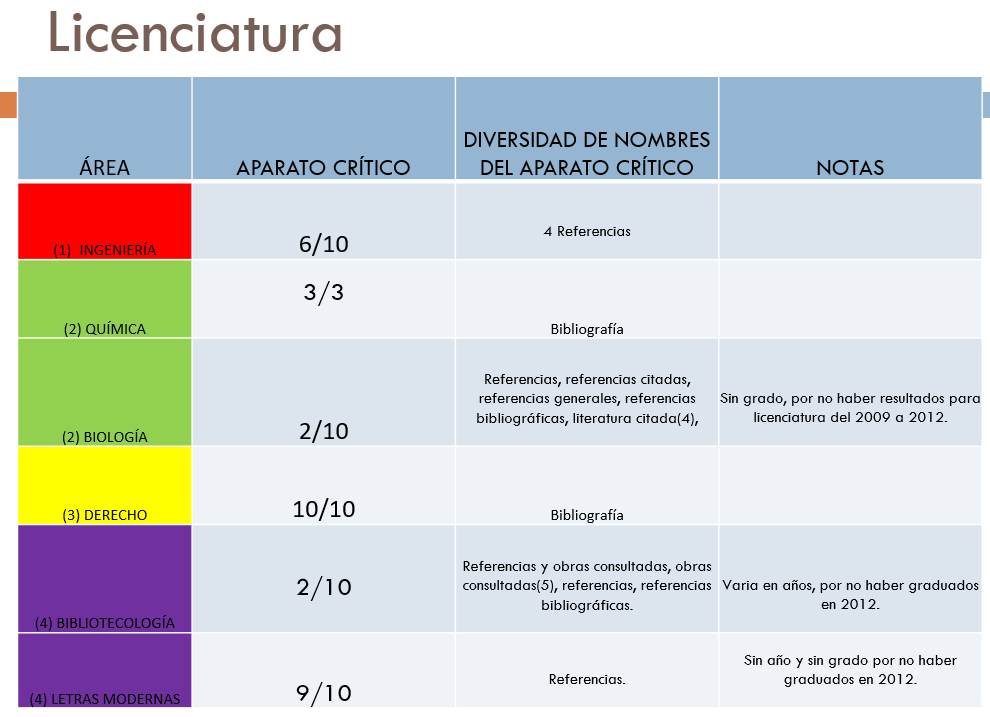 Licenciatura
ÁREA
APARATO CRÍTICO
DIVERSIDAD DE NOMBRES
DEL APARATO CRÍTICO
NOTAS
(1)  INGENIERÍA
6/10
4 Referencias
(2) QUÍMICA
3/3
Bibliografía
(2) BIOLOGÍA
2/10
Referencias, referencias citadas,
referencias generales, referencias
bibliográficas, literatura citada(4),
Sin grado, por no haber resultados para
licenciatura del 2009 a 2012.
(3) DERECHO
10/10
Bibliografía
(4) BIBLIOTECOLOGÍA
2/10
Referencias y obras consultadas, obras
consultadas(5), referencias, referencias
bibliográficas.
Varia en años, por no haber graduados
en 2012.
(4) LETRAS MODERNAS
9/10
Referencias.
Sin año y sin grado por no haber
graduados en 2012.